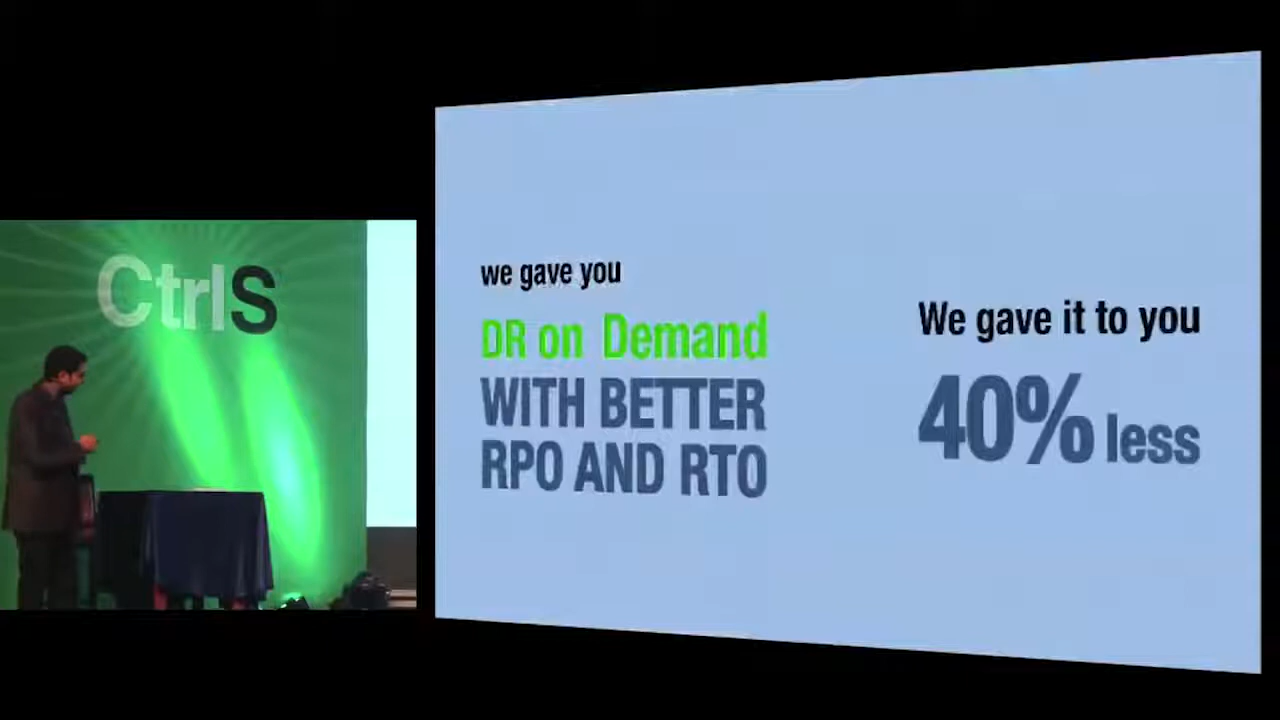 CtrlS
we gave you
DR on Demand
WITH BETTER
RPO AND RTO
We gave it to you
40% less